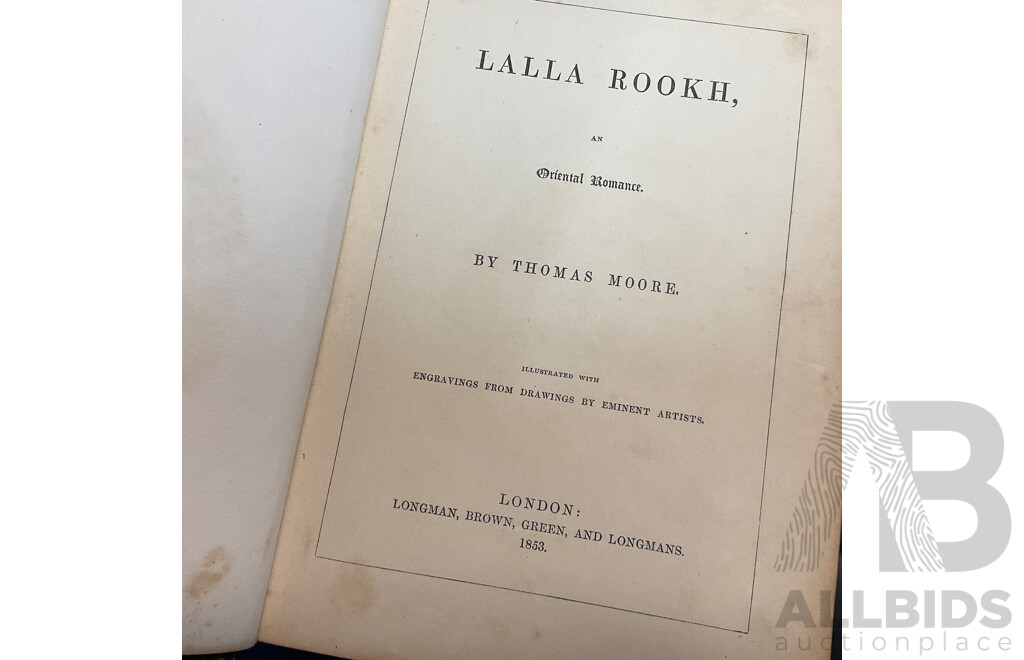 LALLA ROOKH,
AN
Oriental Romance.
BY THOMAS MOORE.
ILLUSTRATED WITH
ENGRAVINGS FROM DRAWINGS BY EMINENT ARTISTS.
LONDON:
LONGMAN, BROWN, GREEN, AND LONGMANS.
1853.
AB
ALLBIDS
auctionplace